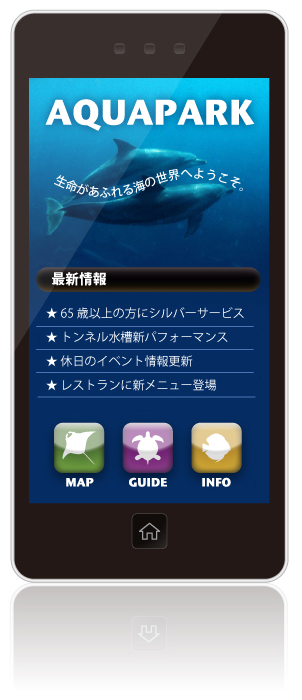 AQUAPARK
生命があふれる海の世界へようこそ。
最新情報
★ 65 歳以上の方にシルバーサービス
★ トンネル水槽新パフォーマンス
★ 休日のイベント情報更新
★ レストランに新メニュー登場
MAP GUIDE INFO